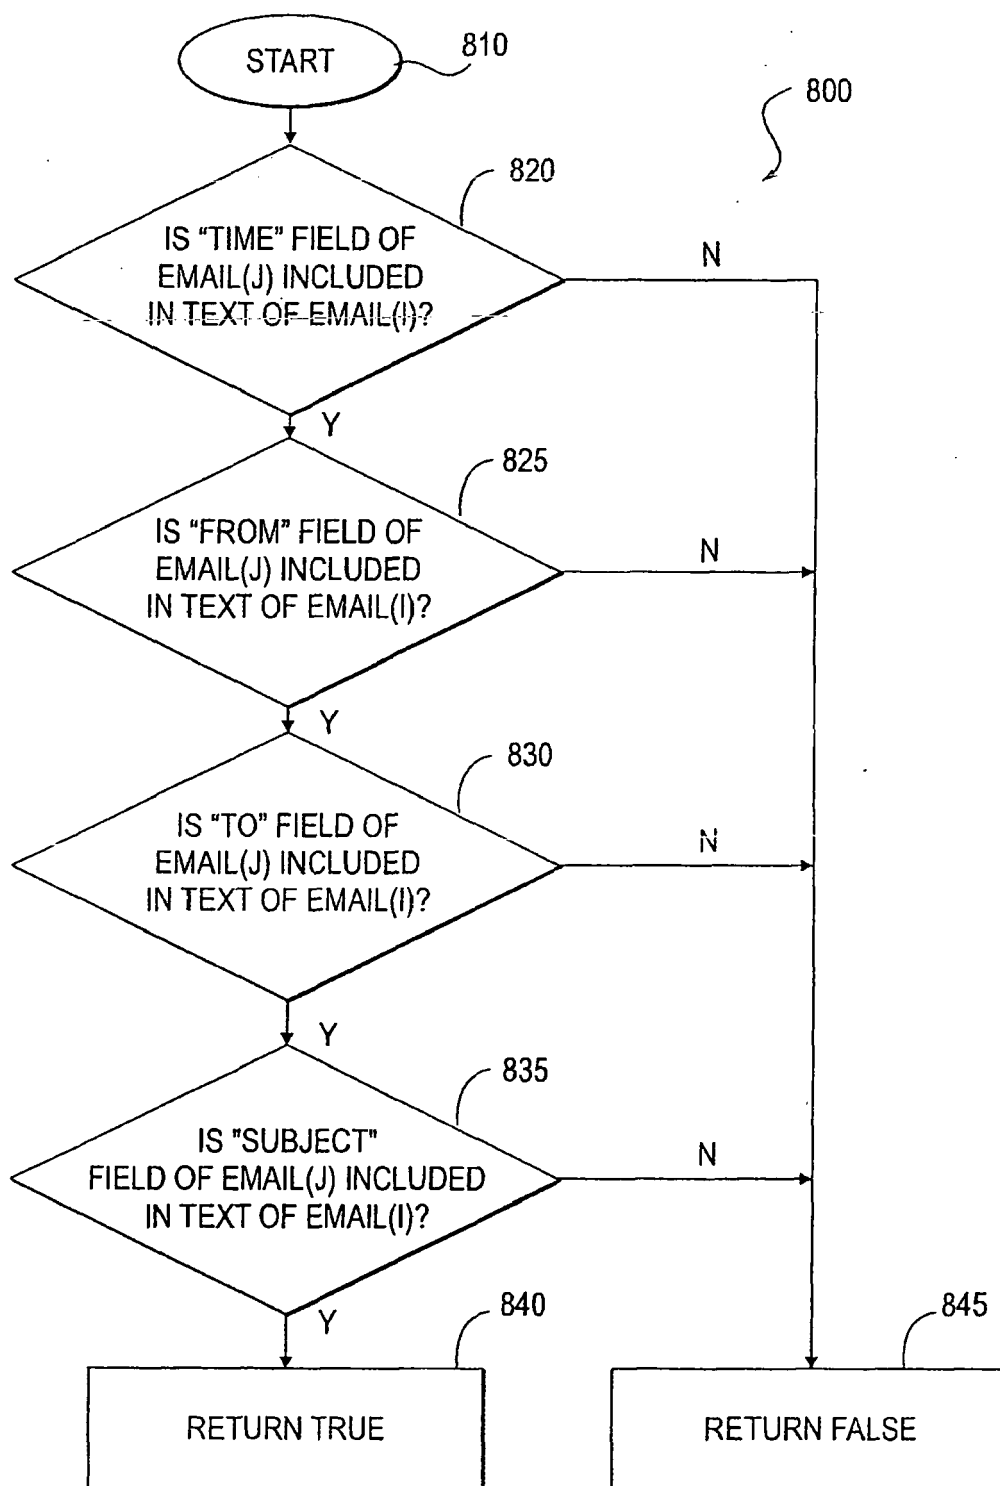 START
810
800
820
IS “TIME” FIELD OF
EMAIL(J) INCLUDED
IN TEXT OF EMAIL(I)?
N
Y
825
IS “FROM” FIELD OF
EMAIL(J) INCLUDED
IN TEXT OF EMAIL(I)?
N
Y
830
IS “TO” FIELD OF
EMAIL(J) INCLUDED
IN TEXT OF EMAIL(I)?
N
Y
835
IS "SUBJECT"
FIELD OF EMAIL(J) INCLUDED
IN TEXT OF EMAIL(I)?
N
Y
840
RETURN TRUE
845
RETURN FALSE